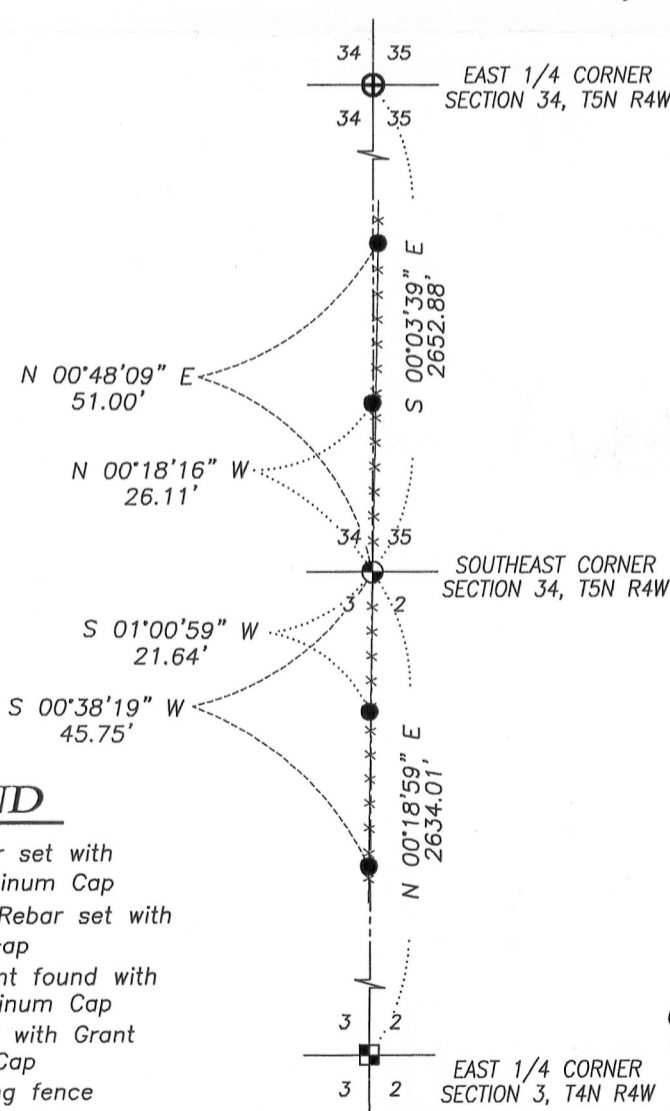 34 35
EAST 1/4 CORNER
SECTION 34, T5N R4W
34 35
S 00°03'39" E
2652.88'
N 00°48'09" E
51.00'
N 00°18'16" W
26.11'
34 35
SOUTHEAST CORNER
SECTION 34, T5N R4W
3 2
S 01°00'59" W
21.64'
S 00°38'19" W
45.75'
N 00°18'59" E
2634.01'
set with
Cap
Rebar set with
found with
Cap
with Grant
Cap
fence
3 2
EAST 1/4 CORNER
SECTION 3, T4N R4W
3 2